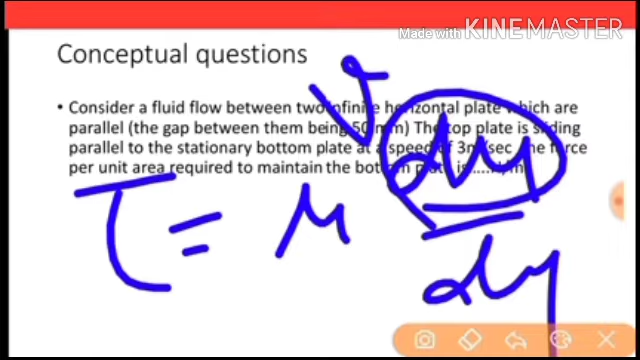 Made with KINEMASTER
Conceptual questions
• Consider a fluid flow between two infinite horizontal plate which are
parallel (the gap between them being 50 mm) The top plate is sliding
parallel to the stationary bottom plate at a speed of 3m/sec The force
per unit area required to maintain the bottom plate is
τ = μ